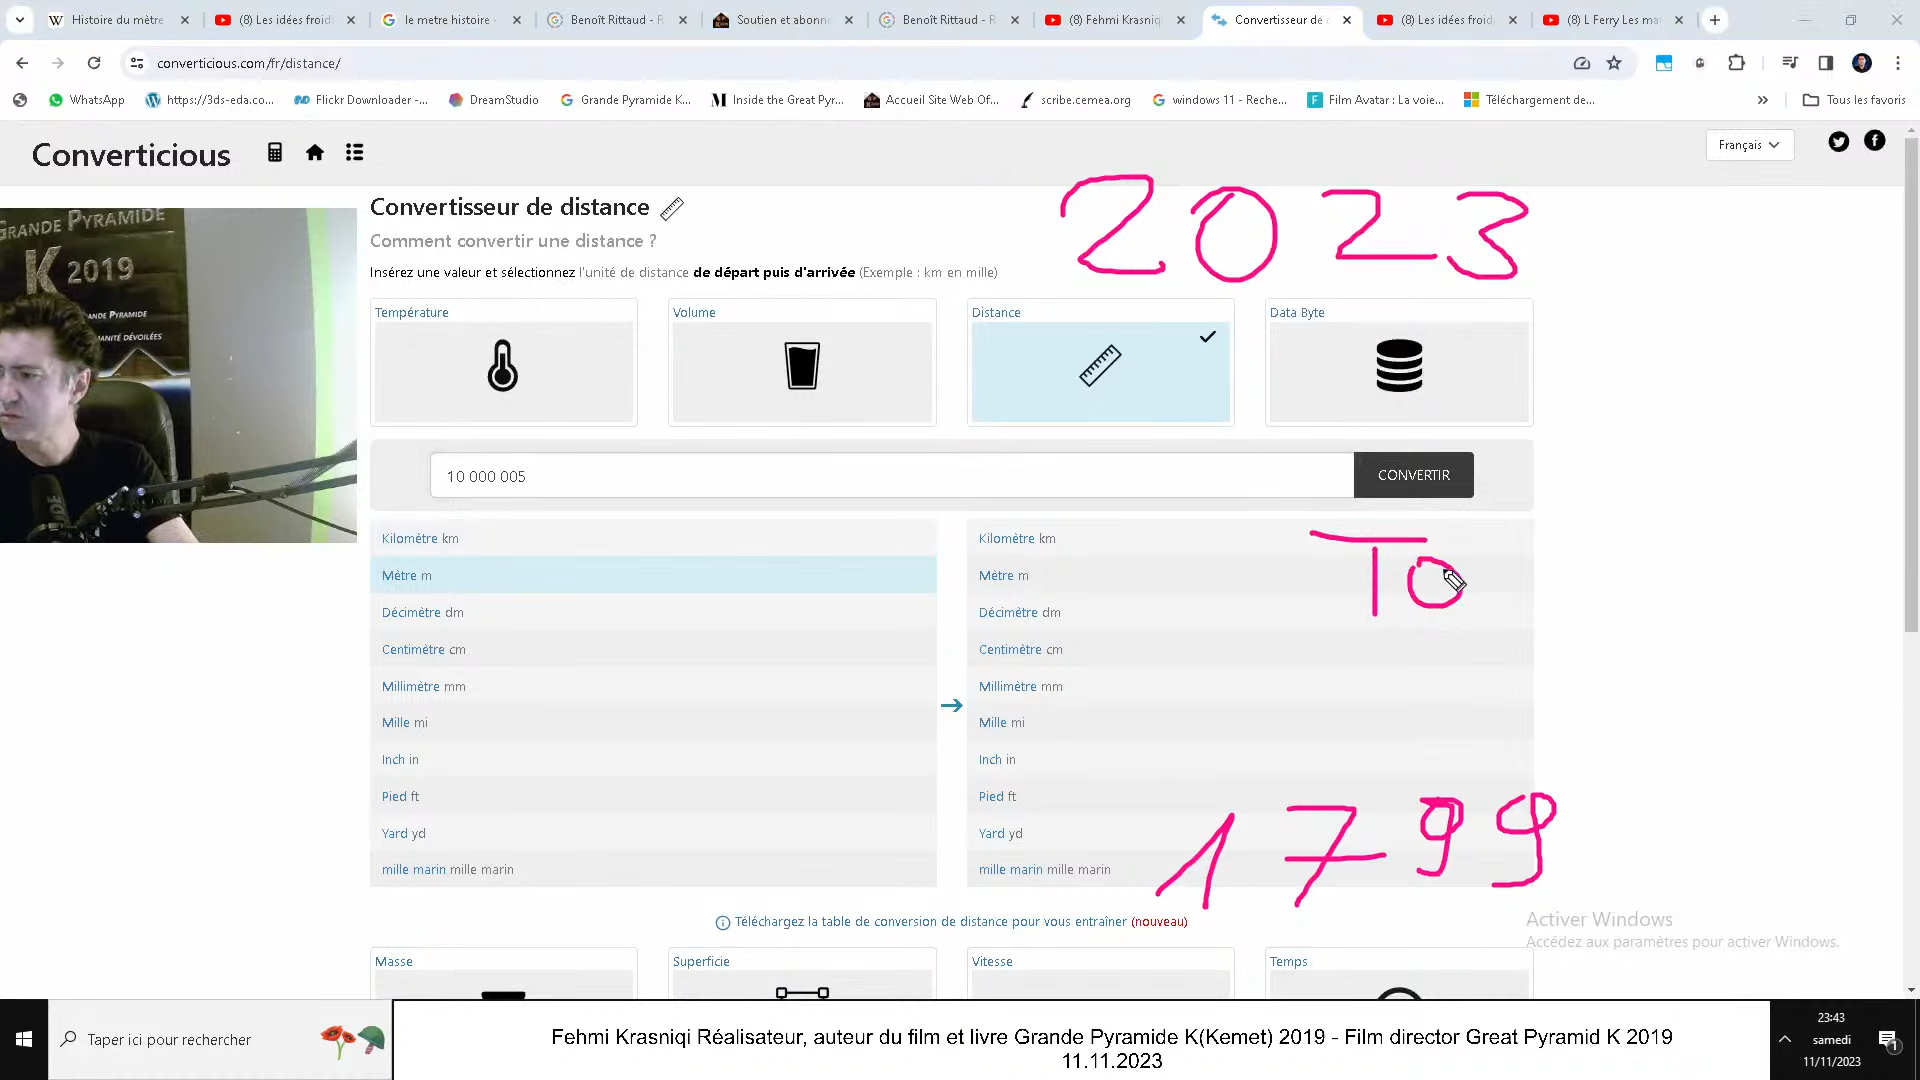 Histoire du mètre
(8) Les idées froid
le metre histoire -
Benoît Rittaud - R
Soutien et abonn
Benoît Rittaud - R
(8) Fehmi Krasniq
Convertisseur de d
(8) Les idées froid
(8) L Ferry Les ma
converticious.com/fr/distance/
WhatsApp
https://3ds-eda.co...
Flickr Downloader -...
DreamStudio
Grande Pyramide K...
Inside the Great Pyr...
Accueil Site Web Of...
scribe.cemea.org
windows 11 - Reche...
Film Avatar : La voie...
Téléchargement de...
Tous les favoris
Converticious
Français
GRANDE PYRAMIDE
K 2019
ANDE PYRAMIDE
MANITÉ DÉVOILÉES
Convertisseur de distance
2023
Comment convertir une distance ?
Insérez une valeur et sélectionnez l'unité de distance de départ puis d'arrivée (Exemple : km en mille)
Température
Volume
Distance
Data Byte
10 000 005
CONVERTIR
Kilomètre km
Mètre m
Décimètre dm
Centimètre cm
Millimètre mm
Mille mi
Inch in
Pied ft
Yard yd
mille marin mille marin
Kilomètre km
Mètre m
Décimètre dm
Centimètre cm
Millimètre mm
Mille mi
Inch in
Pied ft
Yard yd
mille marin mille marin
TO
1799
Téléchargez la table de conversion de distance pour vous entraîner (nouveau)
Activer Windows
Accédez aux paramètres pour activer Windows.
Masse
Superficie
Vitesse
Temps
Taper ici pour rechercher
Fehmi Krasniqi Réalisateur, auteur du film et livre Grande Pyramide K(Kemet) 2019 - Film director Great Pyramid K 2019
11.11.2023
23:43
samedi
11/11/2023
1